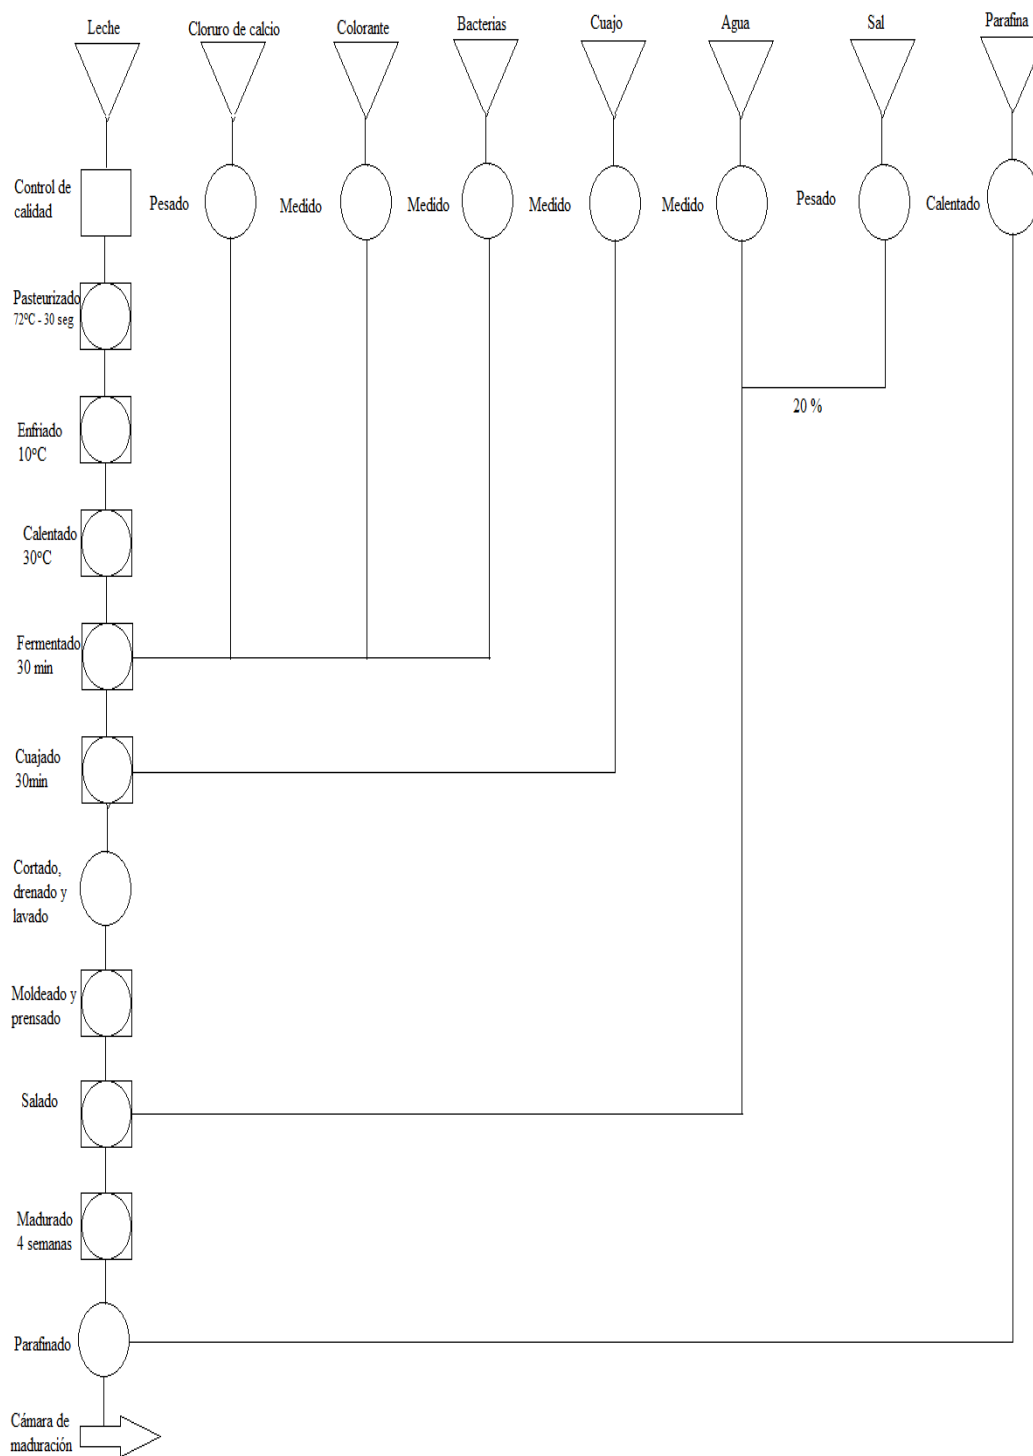 Leche
Cloruro de calcio
Colorante
Bacterias
Cuajo
Agua
Sal
Parafina
Control de
calidad
Pesado
Medido
Medido
Medido
Medido
Pesado
Calentado
Pasteurizado
72ºC - 30 seg
20 %
Enfriado
10ºC
Calentado
30ºC
Fermentado
30 min
Cuajado
30min
Cortado,
drenado y
lavado
Moldeado y
prensado
Salado
Madurado
4 semanas
Parafinado
Cámara de
maduración